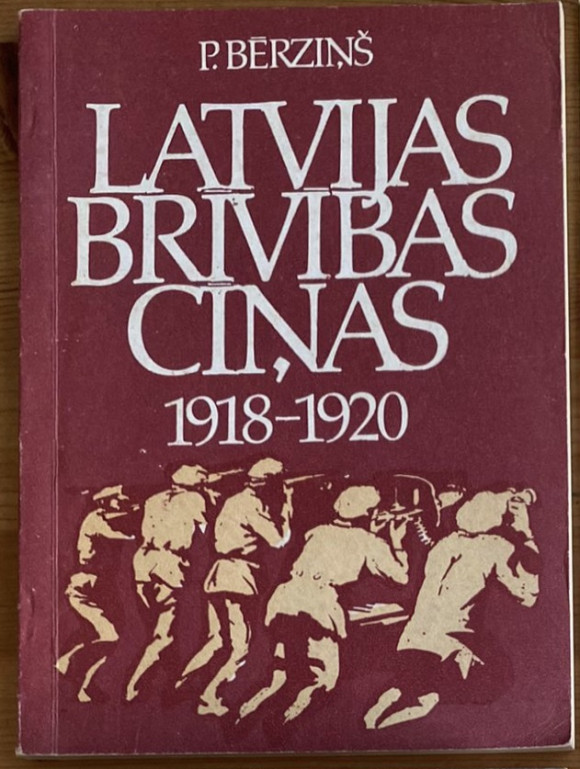 P. BĒRZIŅŠ
LATVIJAS
BRĪVĪBAS
CĪŅAS
1918–1920